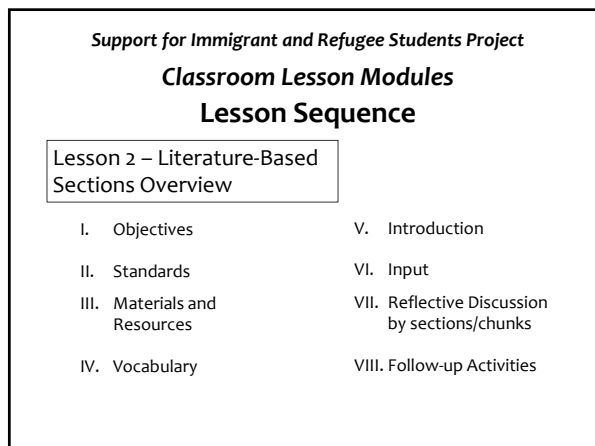 Support for Immigrant and Refugee Students Project
Classroom Lesson Modules
Lesson Sequence
Lesson 2 – Literature-Based
Sections Overview
I. Objectives
II. Standards
III. Materials and
Resources
IV. Vocabulary
V. Introduction
VI. Input
VII. Reflective Discussion
by sections/chunks
VIII. Follow-up Activities